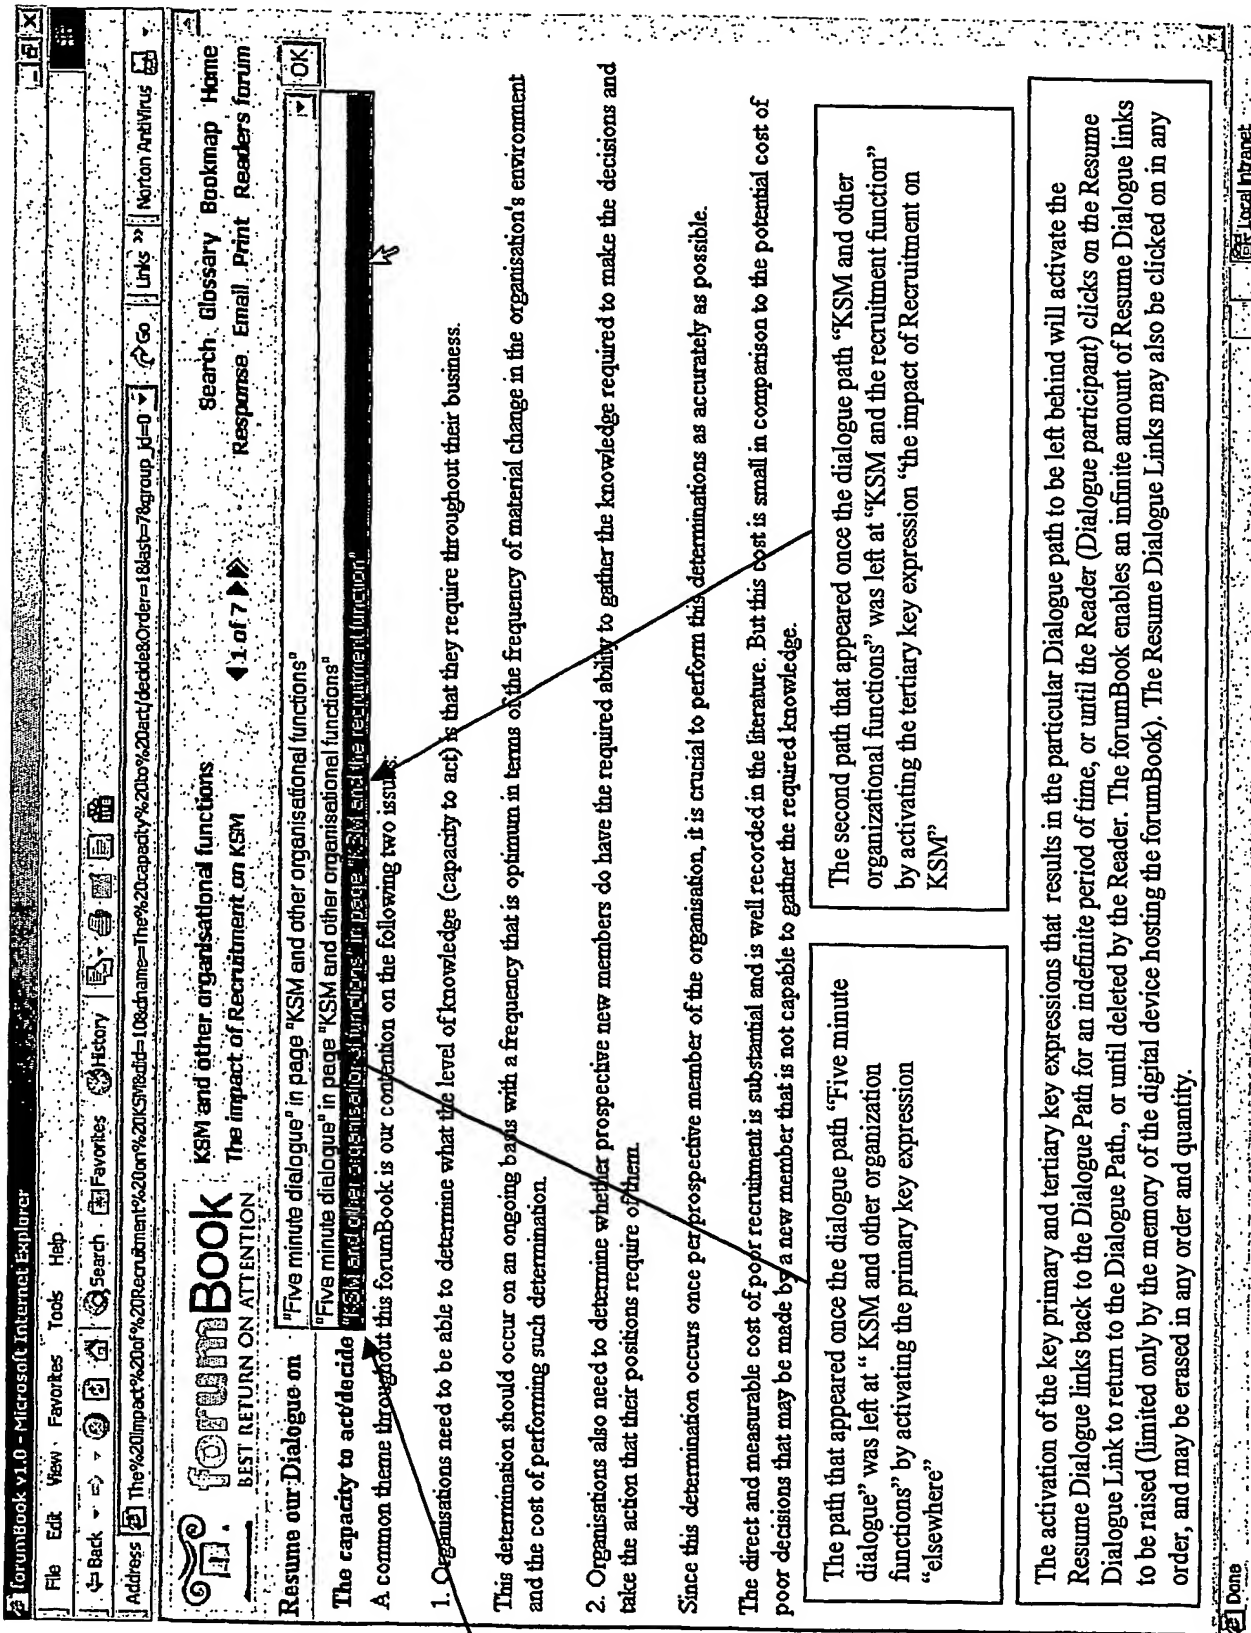 forumBook v1.0 - Microsoft Internet Explorer
File Edit View Favorites Tools Help
Back Search Favorites History
Address The%20Impact%20of%20Recruitment%20on%20KSM&did=10&dname=The%20capacity%20to%20act/decide&Order=1&last=7&group_id=0 Go Links » Norton AntiVirus
forumBook
BEST RETURN ON ATTENTION
KSM and other organisational functions
The impact of Recruitment on KSM
1 of 7
Search Glossary Bookmap Home
Response Email Print Readers forum
Resume our Dialogue on
"Five minute dialogue" in page "KSM and other organisational functions"
OK
"Five minute dialogue" in page "KSM and other organisational functions"
The capacity to act/decide "KSM and other organisational functions" in page "KSM and the recruitment function"
A common theme throughout this forumBook is our contention on the following two issues:
1. Organisations need to be able to determine what the level of knowledge (capacity to act) is that they require throughout their business.
This determination should occur on an ongoing basis with a frequency that is optimum in terms of the frequency of material change in the organisation's environment
and the cost of performing such determination.
2. Organisations also need to determine whether prospective new members do have the required ability to gather the knowledge required to make the decisions and
take the action that their positions require of them.
Since this determination occurs once per prospective member of the organisation, it is crucial to perform this determinations as accurately as possible.
The direct and measurable cost of poor recruitment is substantial and is well recorded in the literature. But this cost is small in comparison to the potential cost of
poor decisions that may be made by a new member that is not capable to gather the required knowledge.
The path that appeared once the dialogue path "Five minute
dialogue" was left at " KSM and other organization
functions" by activating the primary key expression
"elsewhere"
The second path that appeared once the dialogue path "KSM and other
organizational functions" was left at "KSM and the recruitment function"
by activating the tertiary key expression "the impact of Recruitment on
KSM"
The activation of the key primary and tertiary key expressions that results in the particular Dialogue path to be left behind will activate the
Resume Dialogue links back to the Dialogue Path for an indefinite period of time, or until the Reader (Dialogue participant) clicks on the Resume
Dialogue Link to return to the Dialogue Path., or until deleted by the Reader. The forumBook enables an infinite amount of Resume Dialogue links
to be raised (limited only by the memory of the digital device hosting the forumBook). The Resume Dialogue Links may also be clicked on in any
order, and may be erased in any order and quantity.
Done
Local intranet